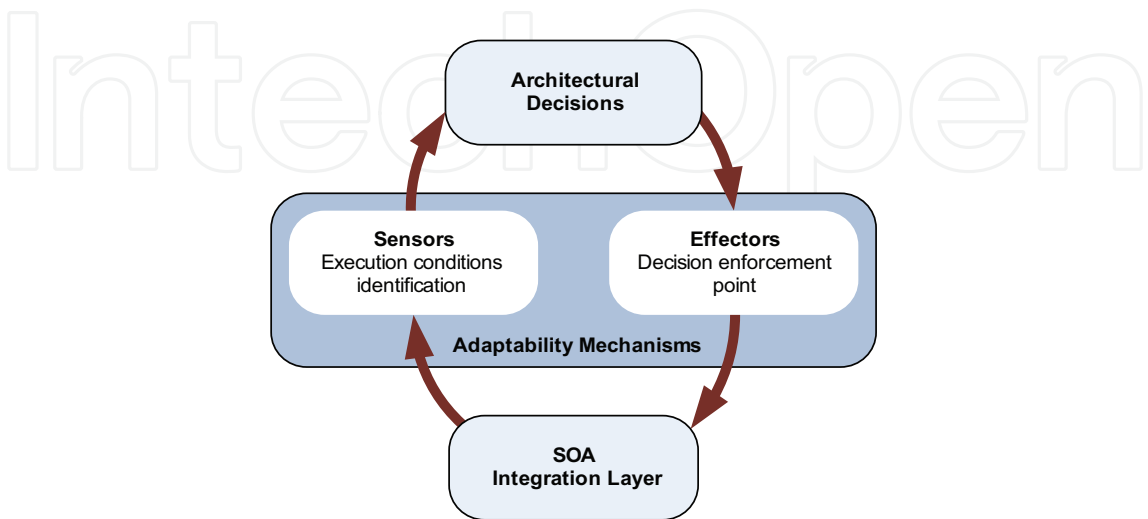 IntechOpen
Architectural
Decisions
Sensors
Execution conditions
identification
Effectors
Decision enforcement
point
Adaptability Mechanisms
SOA
Integration Layer